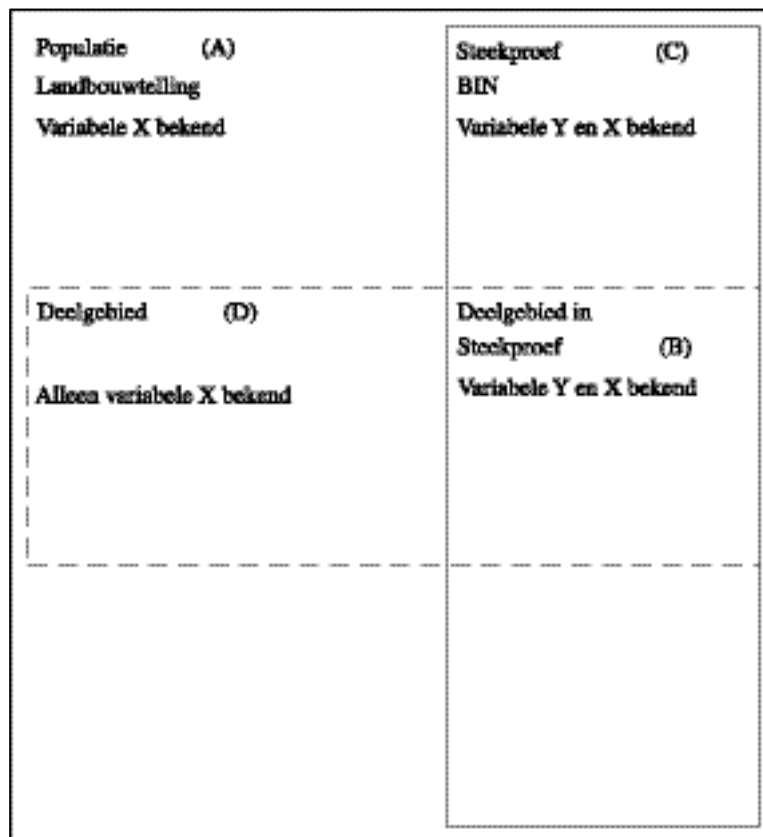 Populatie (A)
Landbouwtelling
Variabele X bekend
Steekproef (C)
BIN
Variabele Y en X bekend
Deelgebied (D)
Alleen variabele X bekend
Deelgebied in
Steekproef (B)
Variabele Y en X bekend